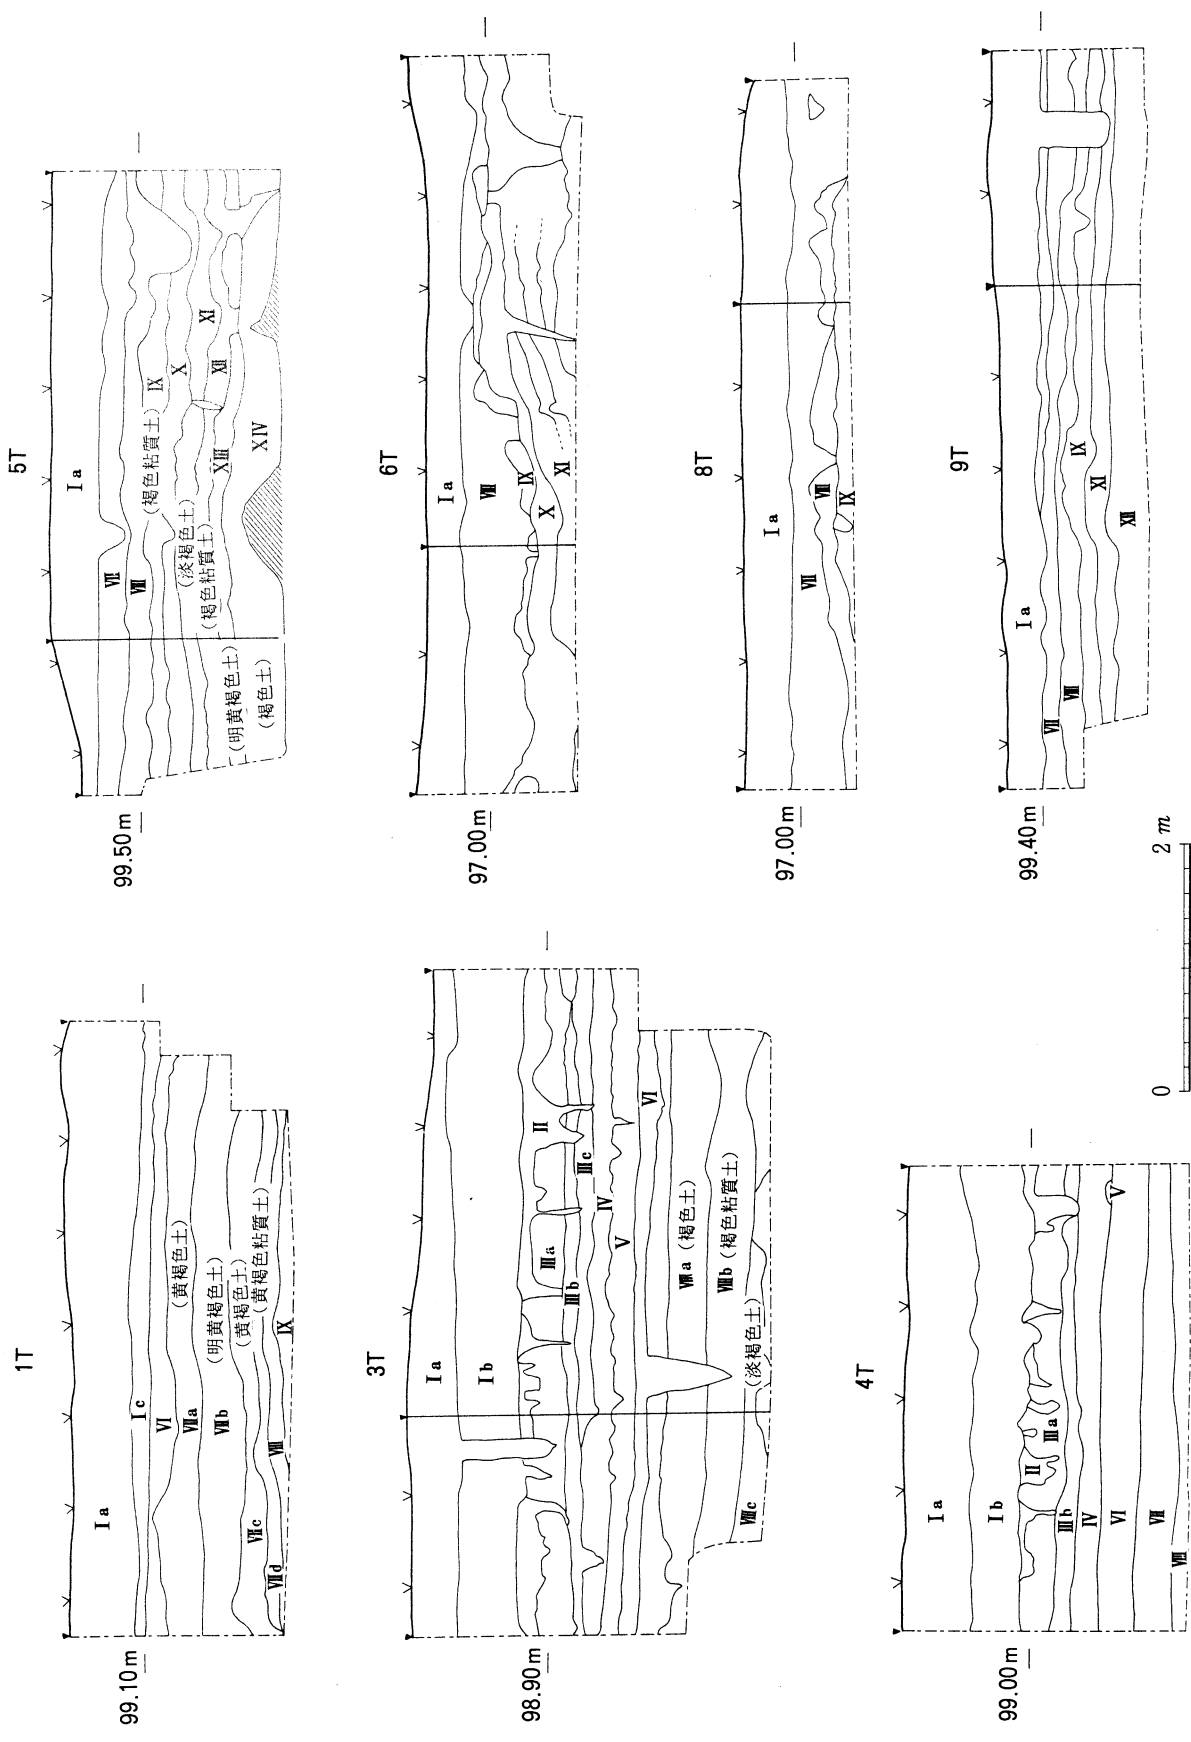 1T
99.10m
Ⅰa
Ⅰc
Ⅵ
Ⅶa
(黄褐色土)
Ⅶb
(明黄褐色土)
Ⅶc
(黄褐色土)
Ⅶd
(黄褐色粘質土)
Ⅷ
Ⅸ
3T
98.90m
Ⅰa
Ⅰb
Ⅱ
Ⅲa
Ⅲb
Ⅲc
Ⅳ
Ⅴ
Ⅵ
Ⅷa(褐色土)
Ⅷb(褐色粘質土)
Ⅷc
(淡褐色土)
4T
99.00m
Ⅰa
Ⅰb
Ⅱ
Ⅲa
Ⅲb
Ⅳ
Ⅴ
Ⅵ
Ⅶ
Ⅷ
5T
99.50m
Ⅰa
Ⅶ
Ⅷ
(褐色粘質土)
Ⅸ
Ⅹ
(淡褐色土)
(褐色粘質土)
Ⅺ
Ⅻ
XIII
(明黄褐色土)
(褐色土)
XIV
6T
97.00m
Ⅰa
Ⅷ
Ⅸ
Ⅹ
Ⅺ
8T
97.00m
Ⅰa
Ⅶ
Ⅷ
Ⅸ
9T
99.40m
Ⅰa
Ⅶ
Ⅷ
Ⅸ
Ⅺ
Ⅻ
0
2m